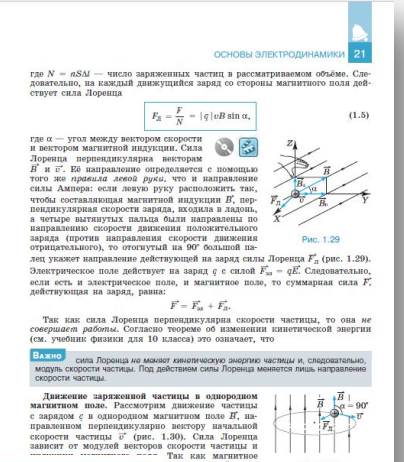 ОСНОВЫ ЭЛЕКТРОДИНАМИКИ 21
где N = nSΔl — число заряженных частиц в рассматриваемом объёме. Сле-
довательно, на каждый движущийся заряд со стороны магнитного поля дей-
ствует сила Лоренца
Fл = F/N = |q|υB sin α, (1.5)
где α — угол между вектором скорости
и вектором магнитной индукции. Сила
Лоренца перпендикулярна векторам
B⃗ и υ⃗. Её направление определяется с помощью
того же правила левой руки, что и направление
силы Ампера: если левую руку расположить так,
чтобы составляющая магнитной индукции B⃗, пер-
пендикулярная скорости заряда, входила в ладонь,
а четыре вытянутых пальца были направлены по
направлению скорости движения положительного
заряда (против направления скорости движения
отрицательного), то отогнутый на 90° большой па-
лец укажет направление действующей на заряд силы Лоренца F⃗л (рис. 1.29).
Z
B⃗
B⃗⊥
α
υ⃗
Y
F⃗л
X
Рис. 1.29
Электрическое поле действует на заряд q с силой F⃗эл = qE⃗. Следовательно,
если есть и электрическое поле, и магнитное поле, то суммарная сила F⃗,
действующая на заряд, равна:
F⃗ = F⃗эл + F⃗л.
Так как сила Лоренца перпендикулярна скорости частицы, то она не
совершает работы. Согласно теореме об изменении кинетической энергии
(см. учебник физики для 10 класса) это означает, что
ВАЖНО сила Лоренца не меняет кинетическую энергию частицы и, следовательно,
модуль скорости частицы. Под действием силы Лоренца меняется лишь направление
скорости частицы.
Движение заряженной частицы в однородном
магнитном поле. Рассмотрим движение частицы
с зарядом q в однородном магнитном поле B⃗, на-
правленном перпендикулярно вектору начальной
скорости частицы υ⃗ (рис. 1.30). Сила Лоренца
зависит от модулей векторов скорости частицы и
индукции магнитного поля. Так как магнитное
B⃗
B⃗
α = 90°
F⃗л
υ⃗